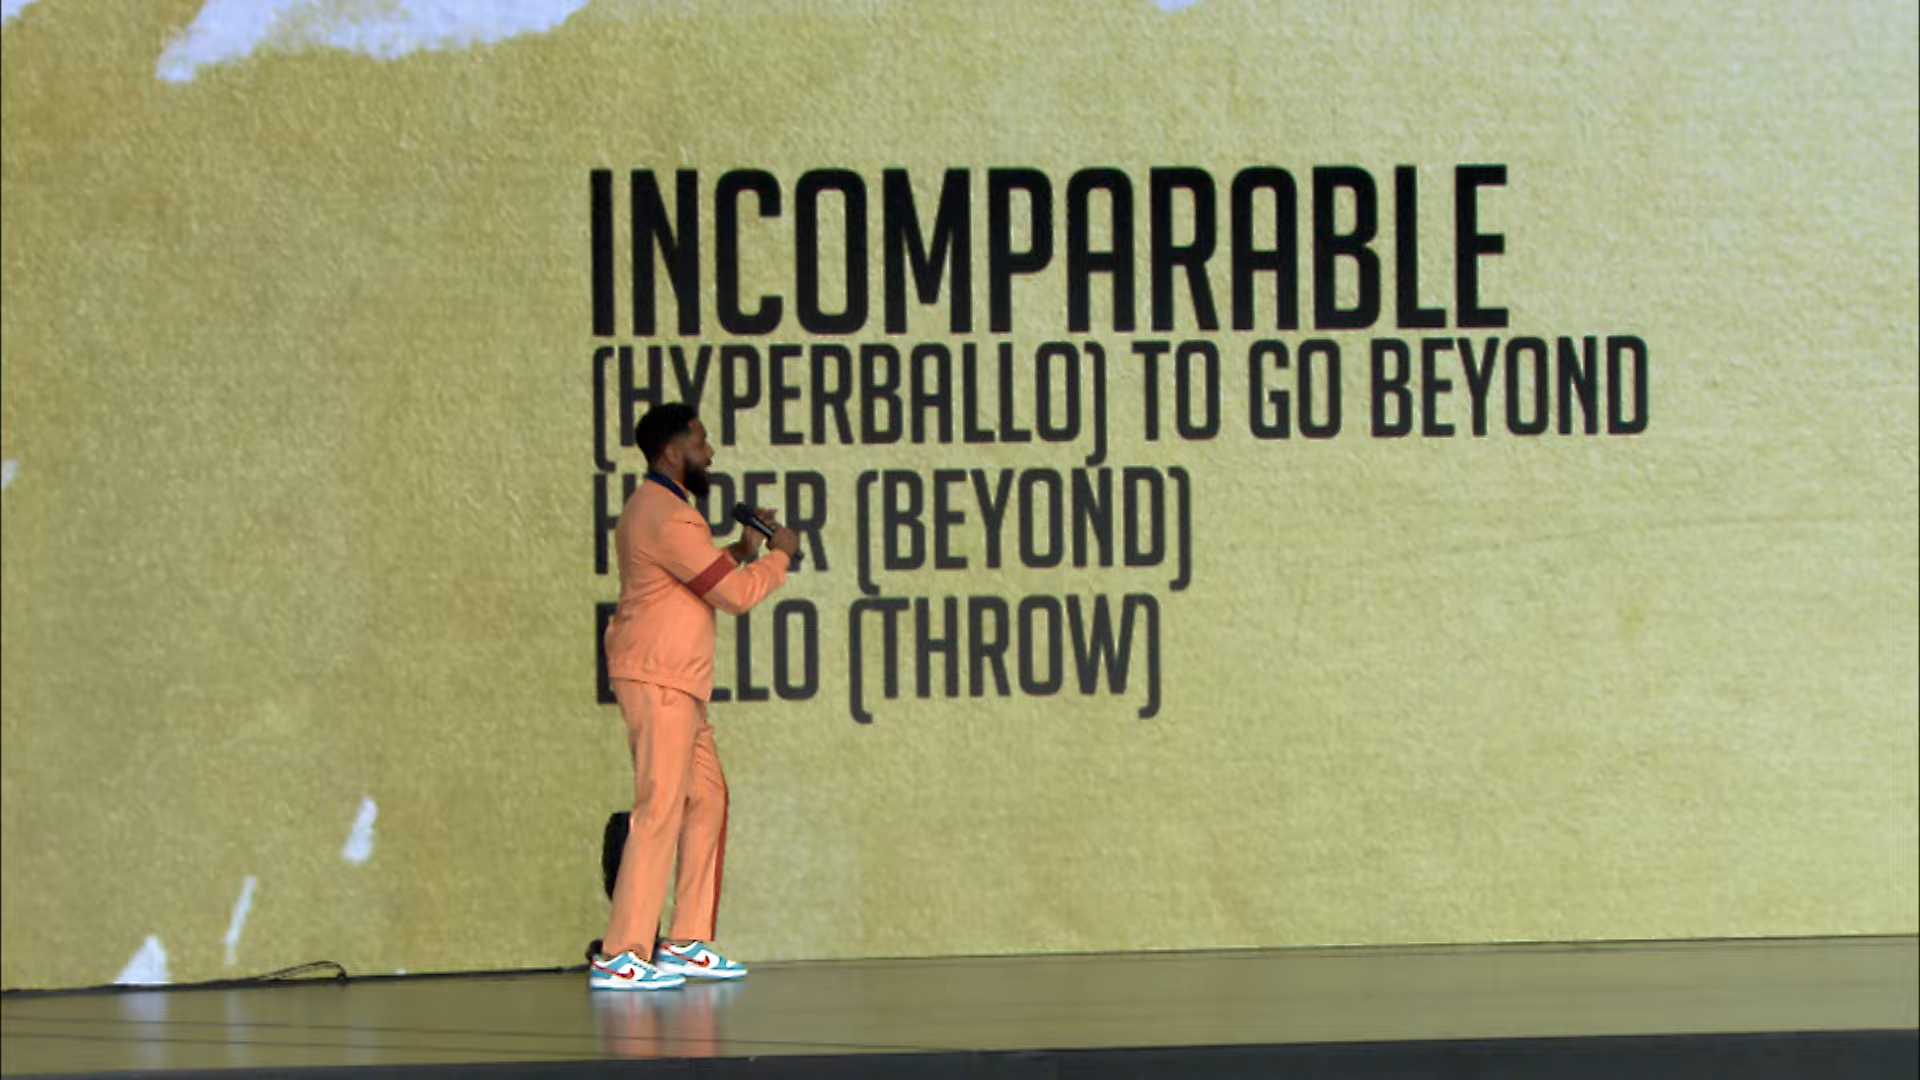 INCOMPARABLE
(HYPERBALLO) TO GO BEYOND
(BEYOND)
(THROW)